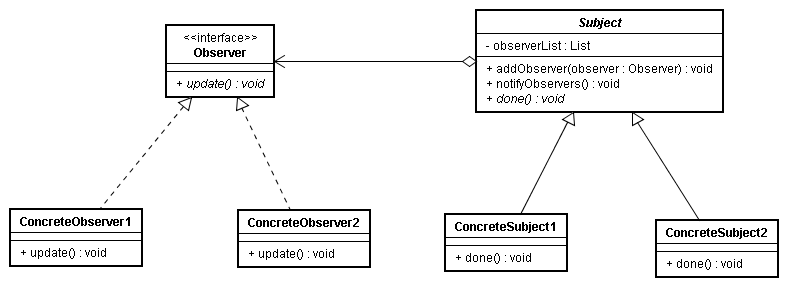 <<interface>>
Observer
+ update() : void
Subject
- observerList : List
+ addObserver(observer : Observer) : void
+ notifyObservers() : void
+ done() : void
ConcreteObserver1
+ update() : void
ConcreteObserver2
+ update() : void
ConcreteSubject1
+ done() : void
ConcreteSubject2
+ done() : void